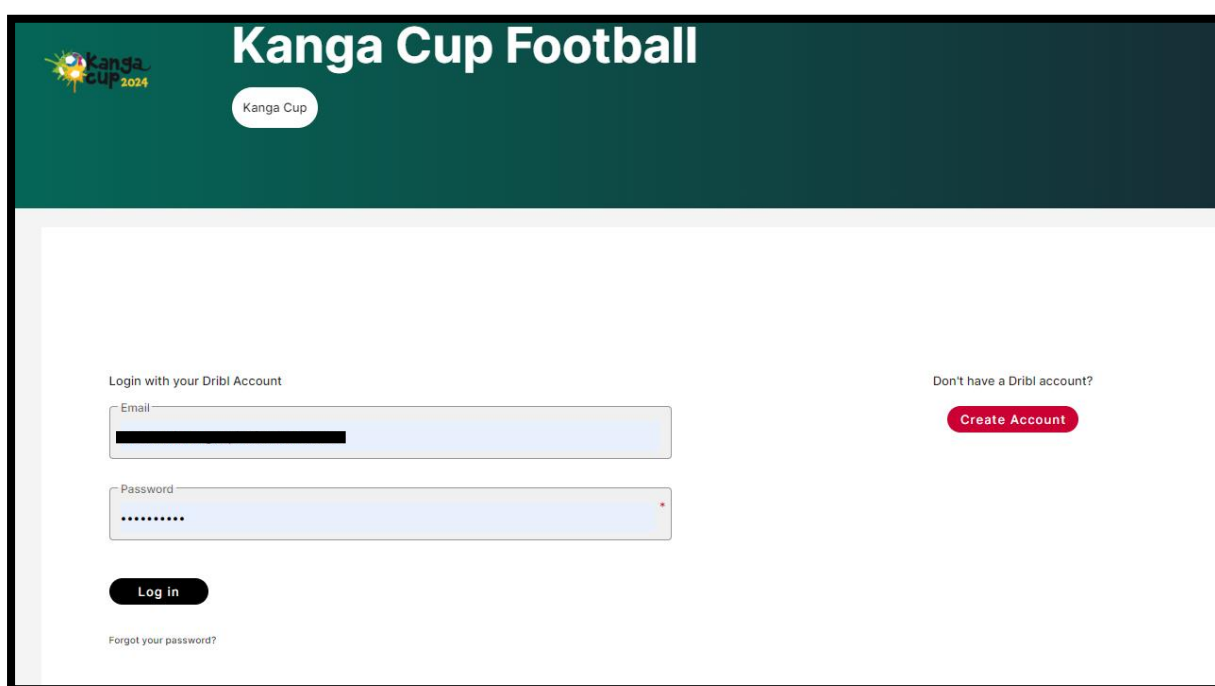 Kanga
cup 2024
Kanga Cup Football
Kanga Cup
Login with your Dribl Account
Email
Password
••••••••••
*
Log in
Forgot your password?
Don't have a Dribl account?
Create Account